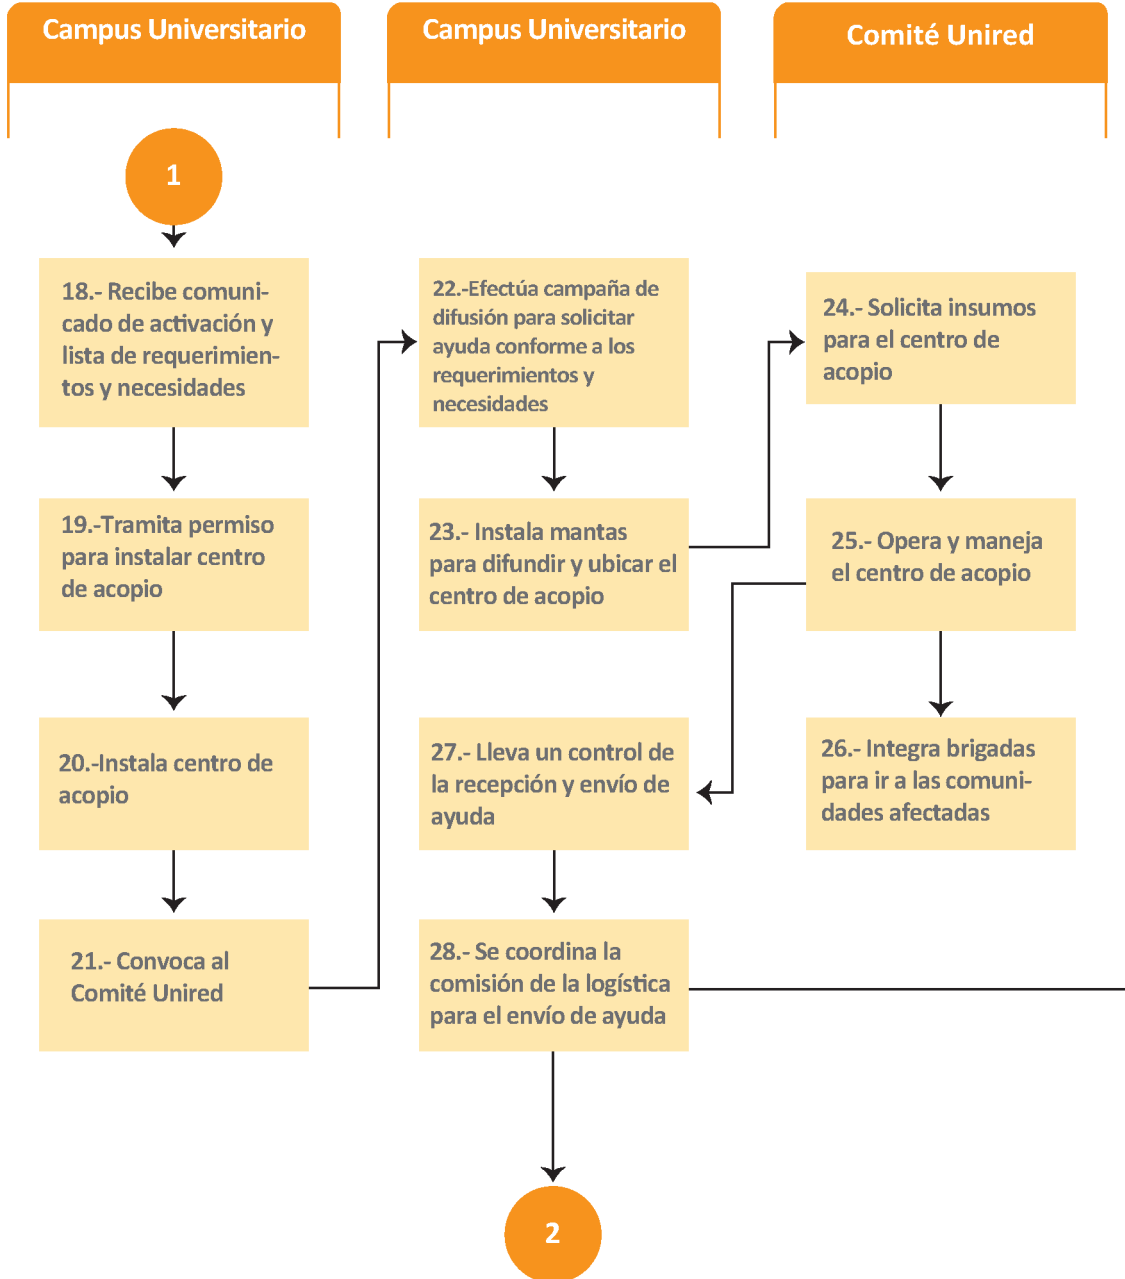 Campus Universitario
Campus Universitario
Comité Unired
1
18.- Recibe comuni-
cado de activación y
lista de requerimien-
tos y necesidades
19.-Tramita permiso
para instalar centro
de acopio
20.-Instala centro de
acopio
21.- Convoca al
Comité Unired
22.-Efectúa campaña de
difusión para solicitar
ayuda conforme a los
requerimientos y
necesidades
23.- Instala mantas
para difundir y ubicar el
centro de acopio
24.- Solicita insumos
para el centro de
acopio
25.- Opera y maneja
el centro de acopio
26.- Integra brigadas
para ir a las comuni-
dades afectadas
27.- Lleva un control de
la recepción y envío de
ayuda
28.- Se coordina la
comisión de la logística
para el envío de ayuda
2